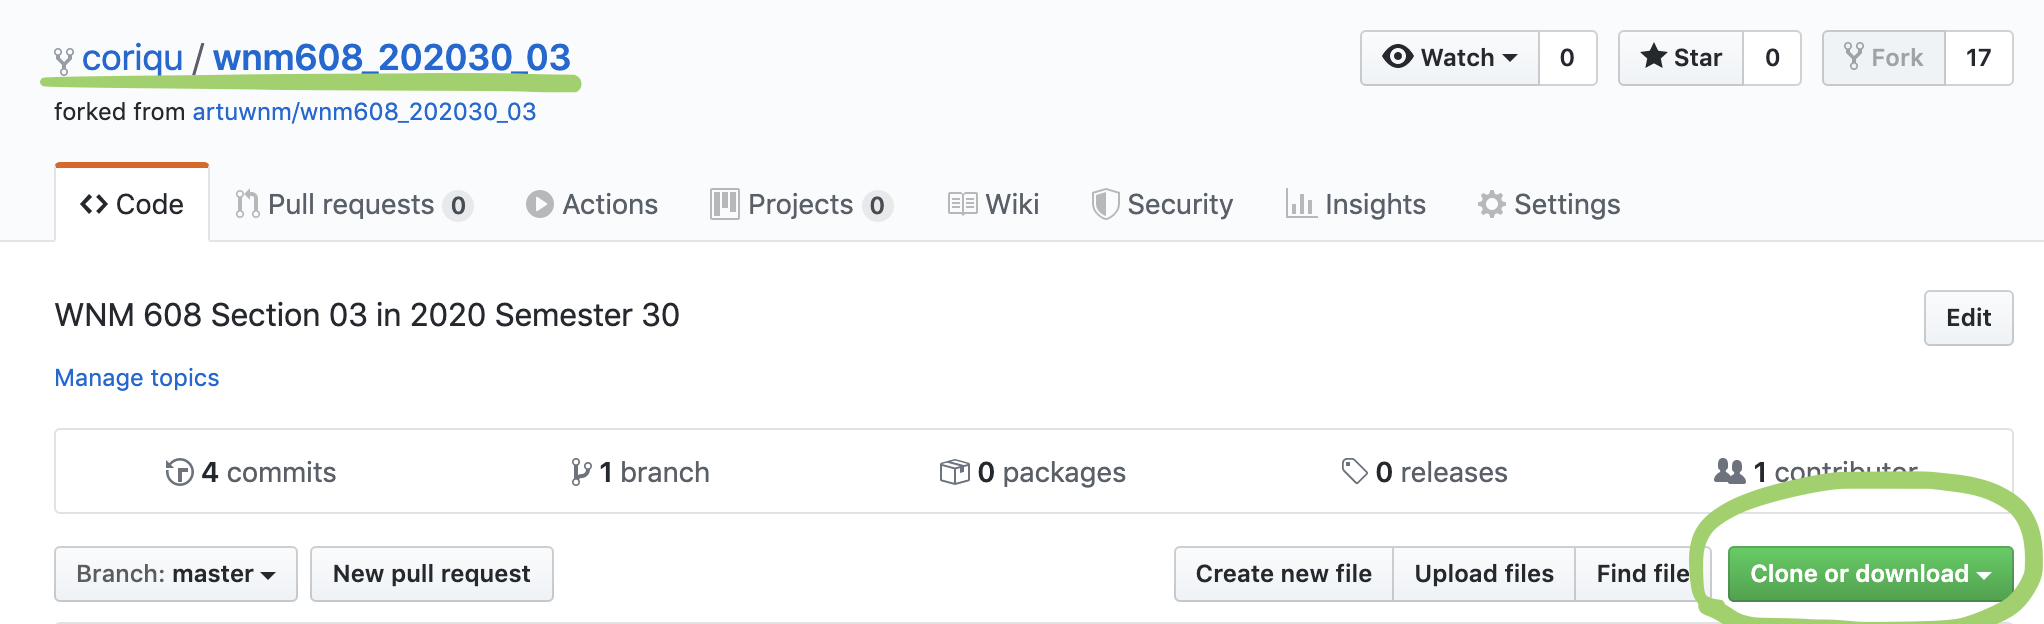 coriqu / wnm608_202030_03 Watch 0 Star 0 Fork 17
forked from artuwnm/wnm608_202030_03
Code Pull requests 0 Actions Projects 0 Wiki Security Insights Settings
WNM 608 Section 03 in 2020 Semester 30 Edit
Manage topics
4 commits 1 branch 0 packages 0 releases 1 contributor
Branch: master New pull request Create new file Upload files Find file Clone or download